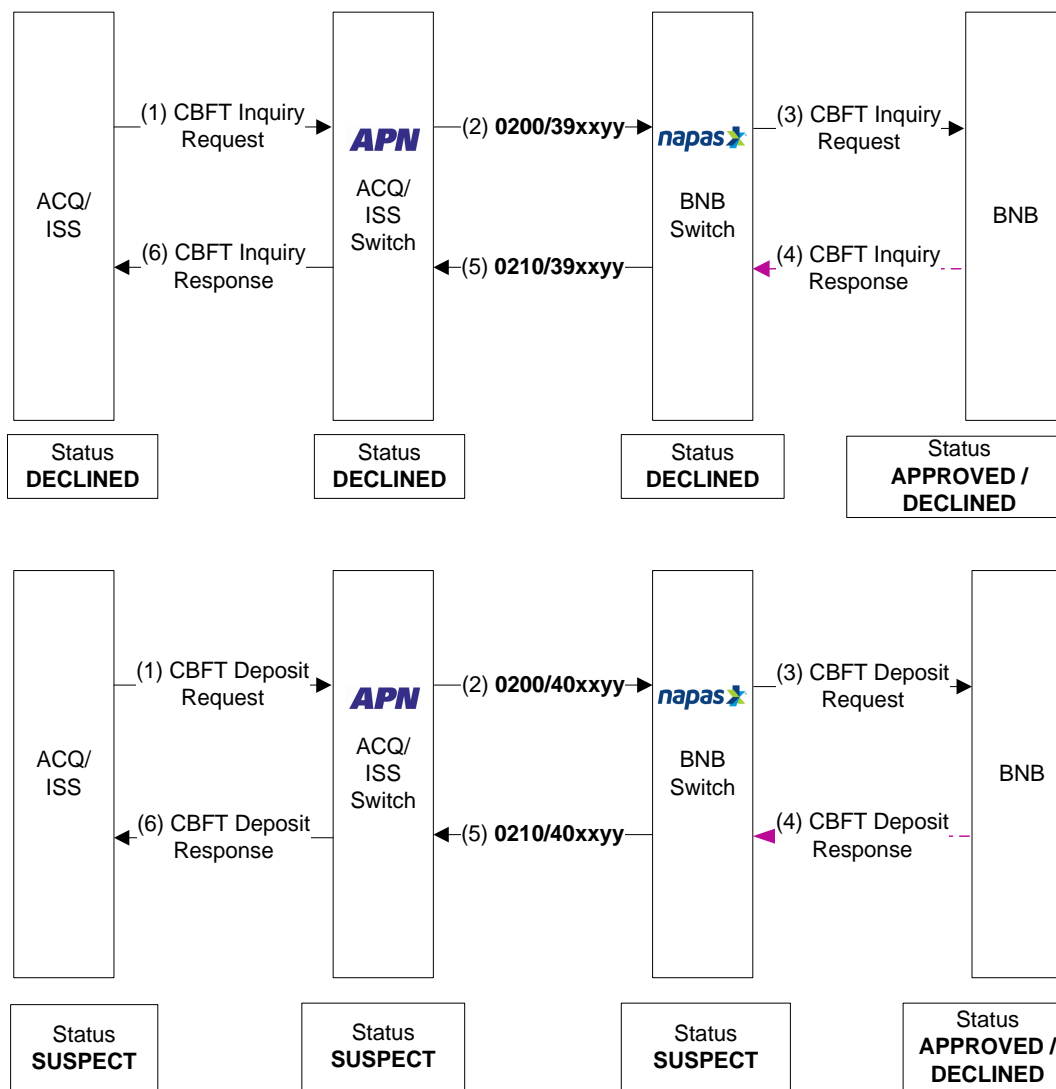 (1) CBFT Inquiry
Request
(2) 0200/39xxyy
(3) CBFT Inquiry
Request
APN
napas
ACQ/
ISS
ACQ/
ISS
Switch
BNB
Switch
BNB
(6) CBFT Inquiry
Response
(5) 0210/39xxyy
(4) CBFT Inquiry
Response
Status
DECLINED
Status
DECLINED
Status
DECLINED
Status
APPROVED /
DECLINED
(1) CBFT Deposit
Request
(2) 0200/40xxyy
(3) CBFT Deposit
Request
APN
napas
ACQ/
ISS
ACQ/
ISS
Switch
BNB
Switch
BNB
(6) CBFT Deposit
Response
(5) 0210/40xxyy
(4) CBFT Deposit
Response
Status
SUSPECT
Status
SUSPECT
Status
SUSPECT
Status
APPROVED /
DECLINED